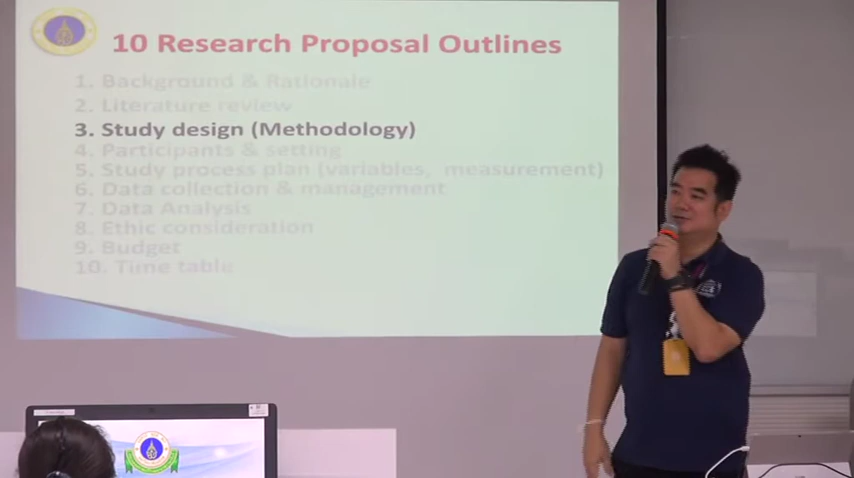 10 Research Proposal Outlines
1. Background & Rationale
2. Literature review
3. Study design (Methodology)
4. Participants & setting
5. Study process plan (variables, measurement)
6. Data collection & management
7. Data Analysis
8. Ethic consideration
9. Budget
10. Time table